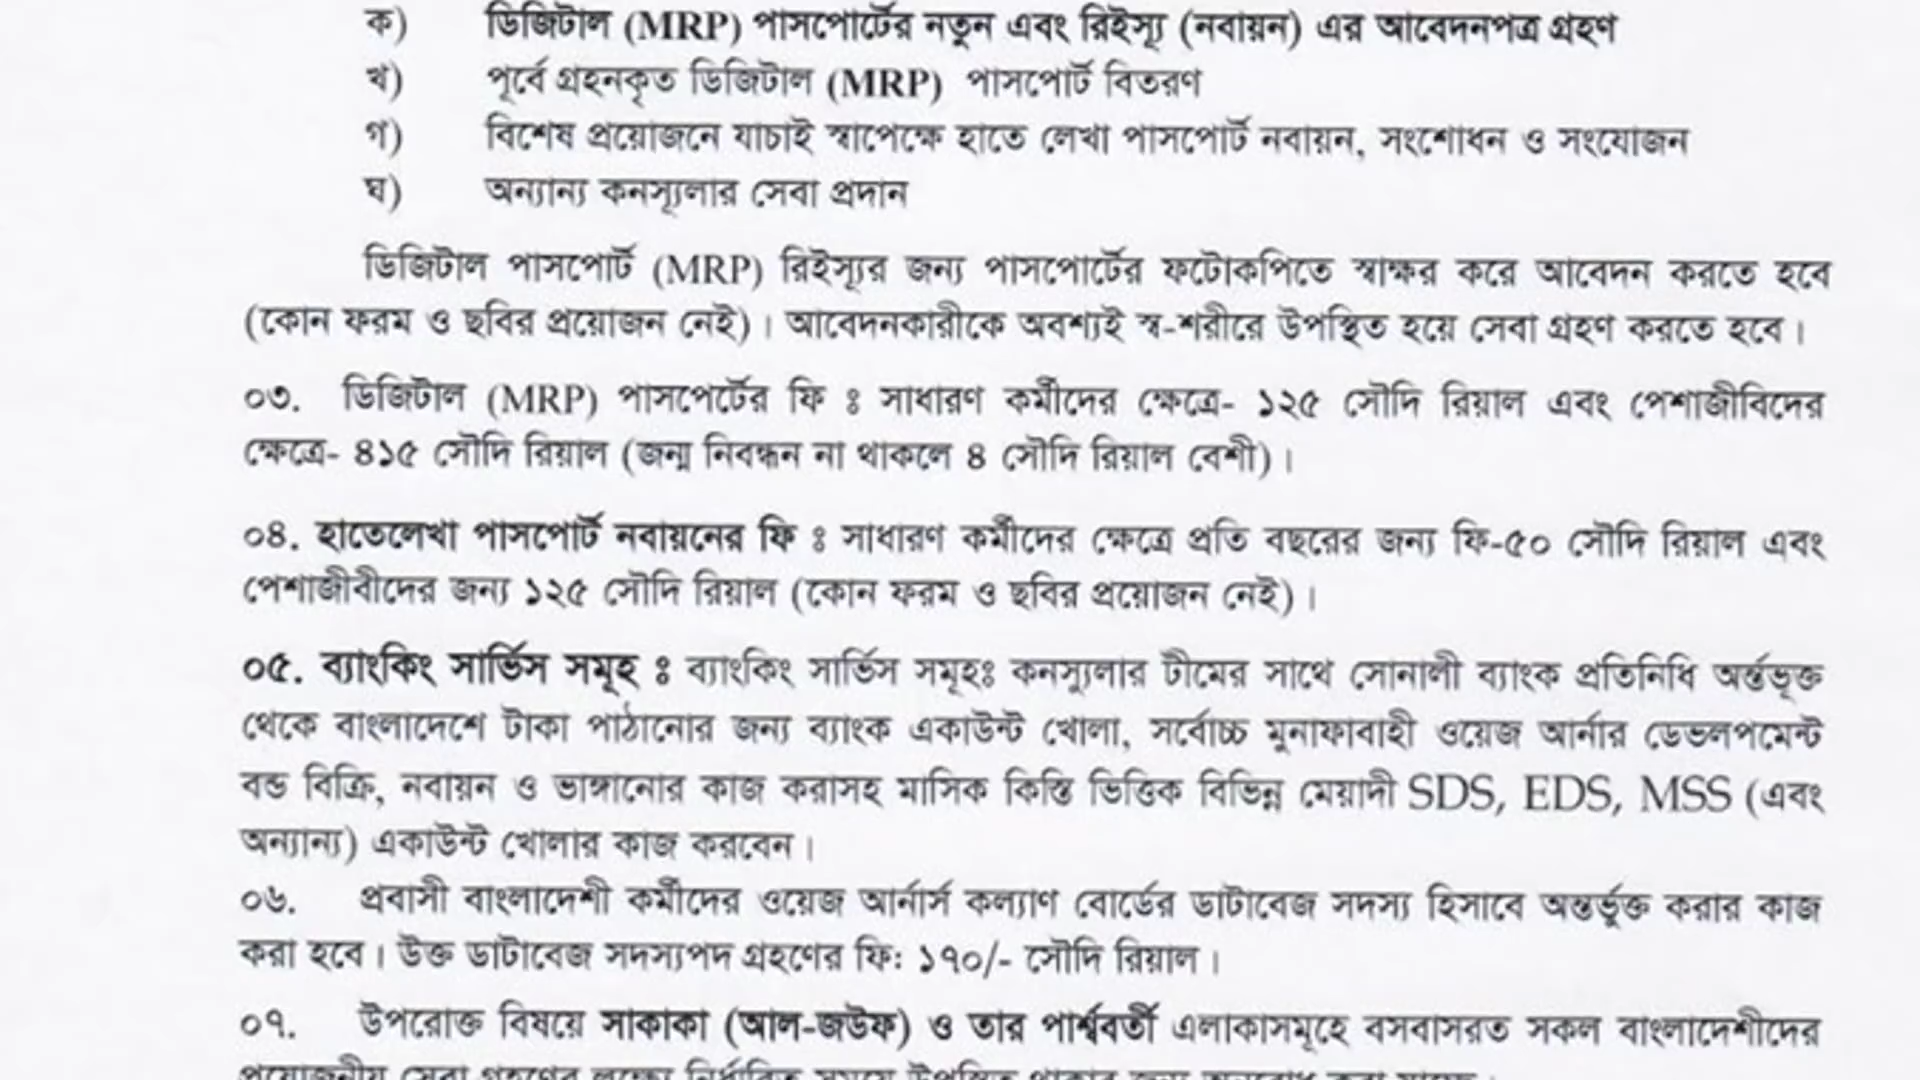 ক) ডিজিটাল (MRP) পাসপোর্টের নতুন এবং রিইস্যূ (নবায়ন) এর আবেদনপত্র গ্রহণ
খ) পূর্বে গ্রহনকৃত ডিজিটাল (MRP) পাসপোর্ট বিতরণ
গ) বিশেষ প্রয়োজনে যাচাই স্বাপেক্ষে হাতে লেখা পাসপোর্ট নবায়ন, সংশোধন ও সংযোজন
ঘ) অন্যান্য কনস্যূলার সেবা প্রদান
ডিজিটাল পাসপোর্ট (MRP) রিইস্যূর জন্য পাসপোর্টের ফটোকপিতে স্বাক্ষর করে আবেদন করতে হবে
(কোন ফরম ও ছবির প্রয়োজন নেই)। আবেদনকারীকে অবশ্যই স্ব-শরীরে উপস্থিত হয়ে সেবা গ্রহণ করতে হবে।
০৩. ডিজিটাল (MRP) পাসপের্টের ফি ঃ সাধারণ কর্মীদের ক্ষেত্রে- ১২৫ সৌদি রিয়াল এবং পেশাজীবিদের
ক্ষেত্রে- ৪১৫ সৌদি রিয়াল (জন্ম নিবন্ধন না থাকলে ৪ সৌদি রিয়াল বেশী)।
০৪. হাতেলেখা পাসপোর্ট নবায়নের ফি ঃ সাধারণ কর্মীদের ক্ষেত্রে প্রতি বছরের জন্য ফি-৫০ সৌদি রিয়াল এবং
পেশাজীবীদের জন্য ১২৫ সৌদি রিয়াল (কোন ফরম ও ছবির প্রয়োজন নেই)।
০৫. ব্যাংকিং সার্ভিস সমূহ ঃ ব্যাংকিং সার্ভিস সমূহঃ কনস্যুলার টীমের সাথে সোনালী ব্যাংক প্রতিনিধি অর্ন্তভূক্ত
থেকে বাংলাদেশে টাকা পাঠানোর জন্য ব্যাংক একাউন্ট খোলা, সর্বোচ্চ মুনাফাবাহী ওয়েজ আর্নার ডেভলপমেন্ট
বন্ড বিক্রি, নবায়ন ও ভাঙ্গানোর কাজ করাসহ মাসিক কিস্তি ভিত্তিক বিভিন্ন মেয়াদী SDS, EDS, MSS (এবং
অন্যান্য) একাউন্ট খোলার কাজ করবেন।
০৬. প্রবাসী বাংলাদেশী কর্মীদের ওয়েজ আর্নার্স কল্যাণ বোর্ডের ডাটাবেজ সদস্য হিসাবে অন্তর্ভুক্ত করার কাজ
করা হবে। উক্ত ডাটাবেজ সদস্যপদ গ্রহণের ফি: ১৭০/- সৌদি রিয়াল।
০৭. উপরোক্ত বিষয়ে সাকাকা (আল-জউফ) ও তার পার্শ্ববর্তী এলাকাসমূহে বসবাসরত সকল বাংলাদেশীদের